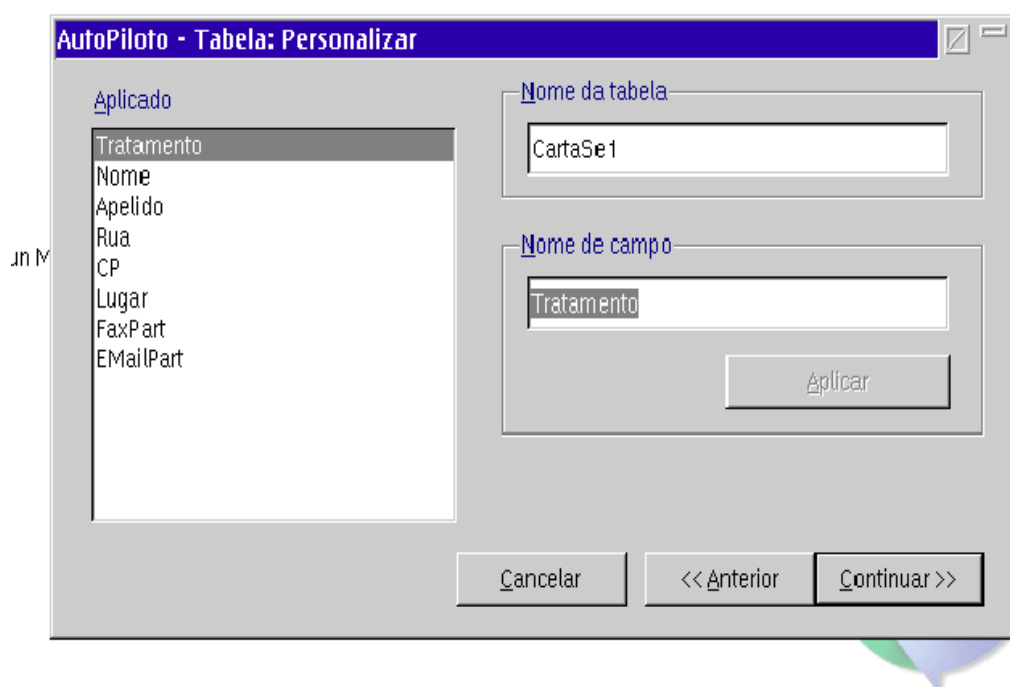 AutoPiloto - Tabela: Personalizar
Aplicado
Tratamento
Nome
Apelido
Rua
CP
Lugar
FaxPart
EMailPart
Nome da tabela
CartaSe1
Nome de campo
Tratamento
Aplicar
Cancelar
<< Anterior
Continuar >>
un M